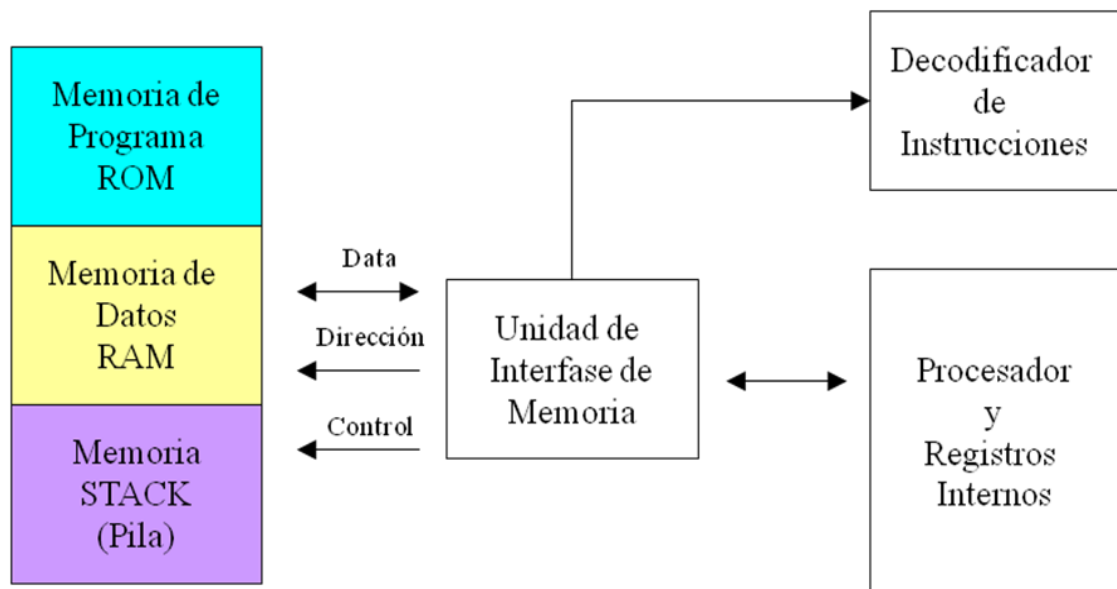 Memoria de
Programa
ROM
Memoria de
Datos
RAM
Memoria
STACK
(Pila)
Data
Dirección
Control
Unidad de
Interfase de
Memoria
Decodificador
de
Instrucciones
Procesador
y
Registros
Internos